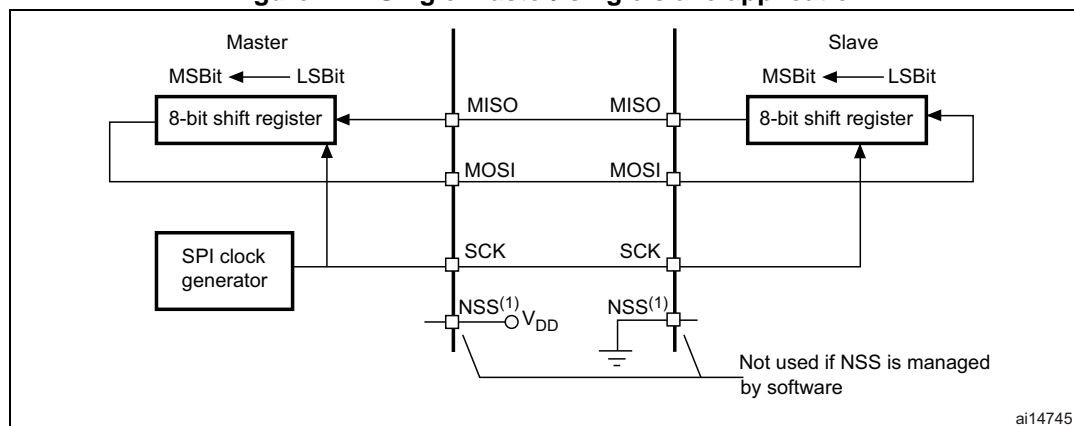 Master
Slave
MSBit LSBit
MSBit LSBit
8-bit shift register
MISO
MISO
8-bit shift register
MOSI
MOSI
SPI clock
generator
SCK
SCK
NSS(1)
VDD
NSS(1)
Not used if NSS is managed
by software
ai14745